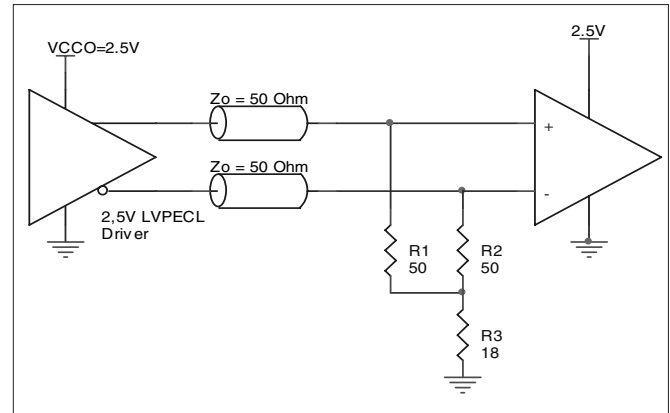 VCCO=2.5V
2.5V
Zo = 50 Ohm
+
Zo = 50 Ohm
-
2,5V LVPECL
Driver
R1
50
R2
50
R3
18